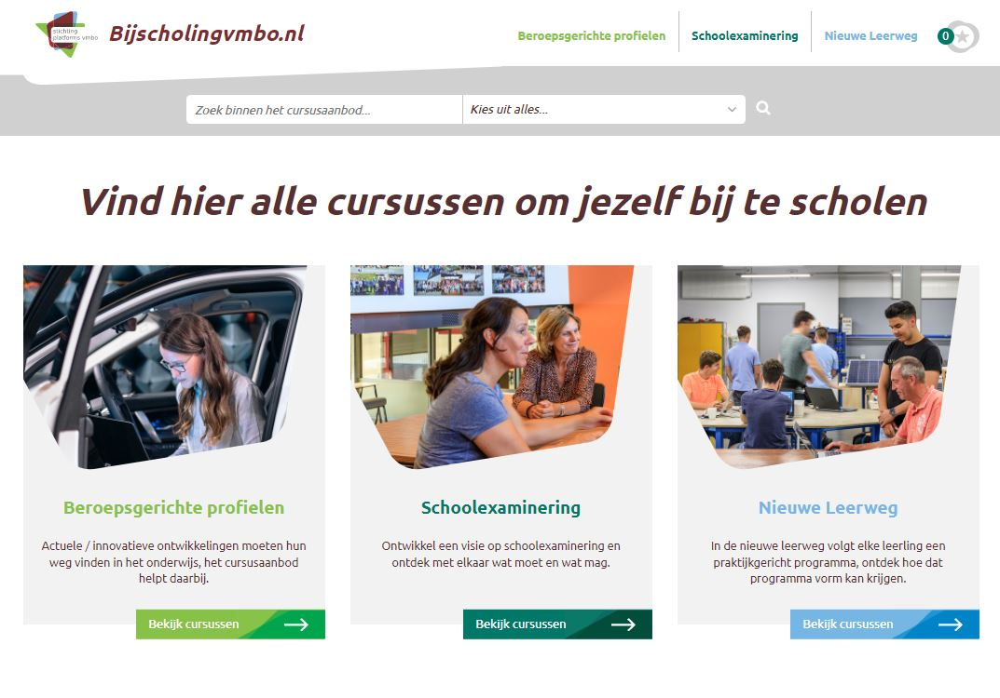 stichting
platforms vmbo
Bijscholingvmbo.nl
Beroepsgerichte profielen
Schoolexaminering
Nieuwe Leerweg
0
Zoek binnen het cursusaanbod...
Kies uit alles...
Vind hier alle cursussen om jezelf bij te scholen
Beroepsgerichte profielen
Actuele / innovatieve ontwikkelingen moeten hun
weg vinden in het onderwijs, het cursusaanbod
helpt daarbij.
Bekijk cursussen
Schoolexaminering
Ontwikkel een visie op schoolexaminering en
ontdek met elkaar wat moet en wat mag.
Bekijk cursussen
Nieuwe Leerweg
In de nieuwe leerweg volgt elke leerling een
praktijkgericht programma, ontdek hoe dat
programma vorm kan krijgen.
Bekijk cursussen